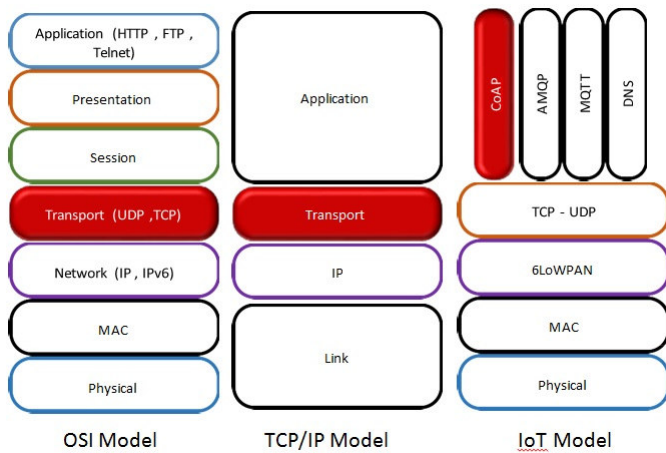 Application (HTTP , FTP ,
Telnet)
Presentation
Session
Transport (UDP ,TCP)
Network (IP , IPv6)
MAC
Physical
OSI Model
Application
Transport
IP
Link
TCP/IP Model
CoAP
AMQP
MQTT
DNS
TCP - UDP
6LoWPAN
MAC
Physical
IoT Model